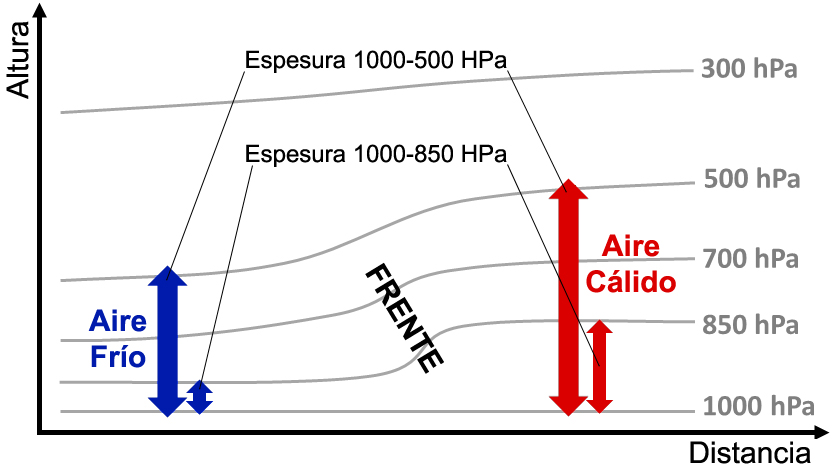 Altura
Espesura 1000-500 HPa
300 hPa
Espesura 1000-850 HPa
500 hPa
Aire
Cálido
700 hPa
FRENTE
Aire
Frío
850 hPa
1000 hPa
Distancia